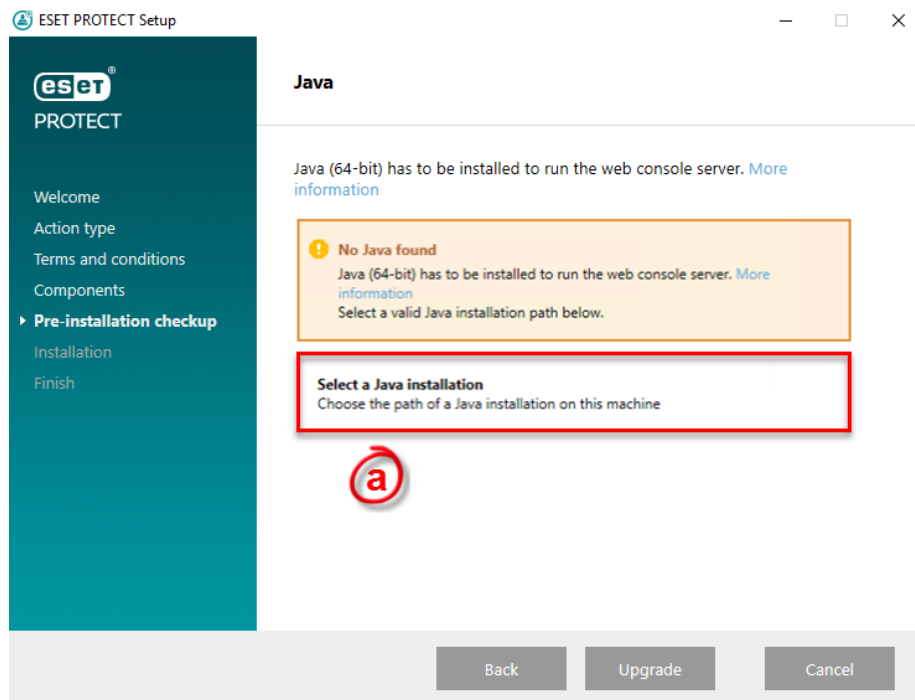 ESET PROTECT Setup
eset®
PROTECT
Welcome
Action type
Terms and conditions
Components
Pre-installation checkup
Installation
Finish
Java
Java (64-bit) has to be installed to run the web console server. More
information
No Java found
Java (64-bit) has to be installed to run the web console server. More
information
Select a valid Java installation path below.
Select a Java installation
Choose the path of a Java installation on this machine
a
Back
Upgrade
Cancel